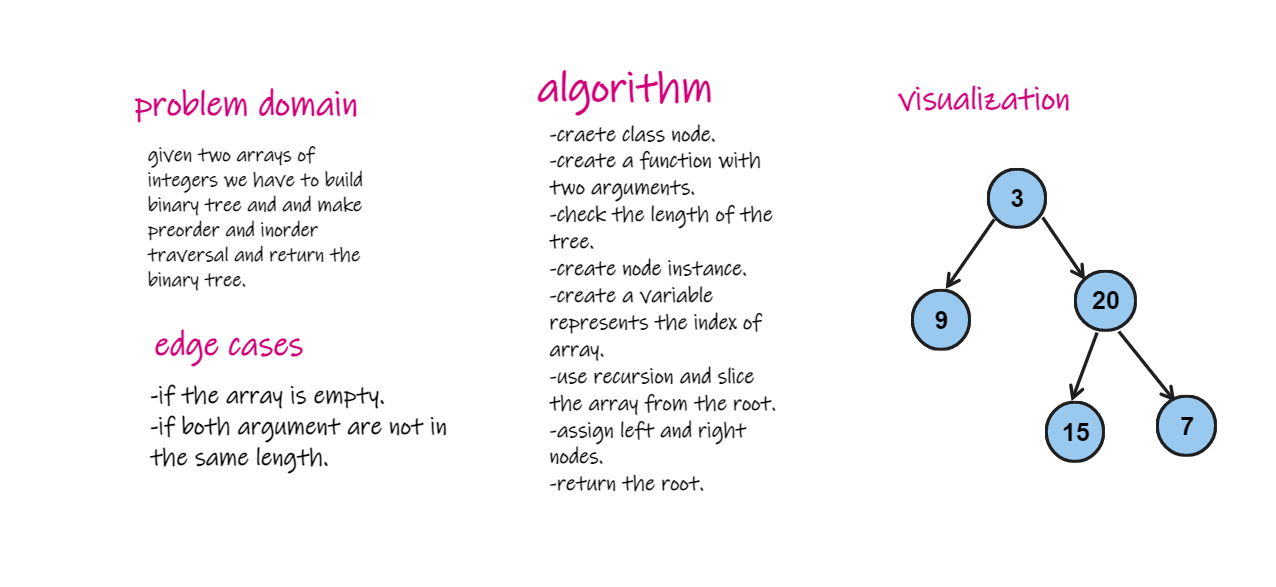 problem domain
given two arrays of
integers we have to build
binary tree and and make
preorder and inorder
traversal and return the
binary tree.
edge cases
-if the array is empty.
-if both argument are not in
the same length.
algorithm
-craete class node.
-create a function with
two arguments.
-check the length of the
tree.
-create node instance.
-create a variable
represents the index of
array.
-use recursion and slice
the array from the root.
-assign left and right
nodes.
-return the root.
visualization
3
9
20
15
7